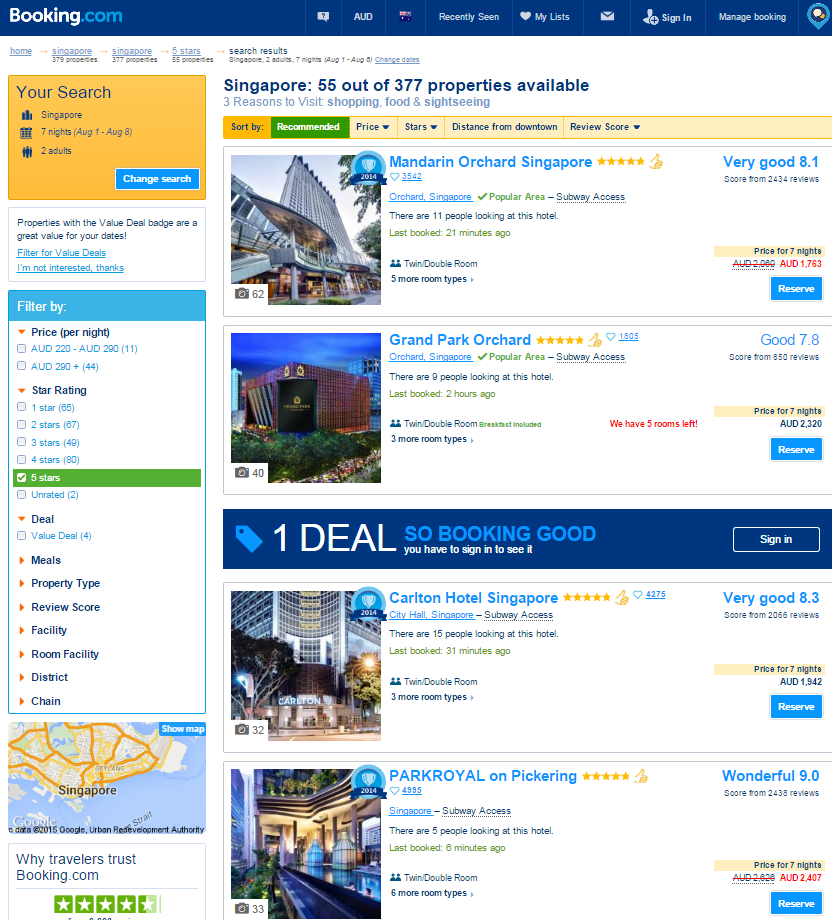 Booking.com
AUD
Recently Seen
My Lists
Sign In
Manage booking
home → singapore → singapore → 5 stars → search results
379 properties 377 properties 55 properties Singapore, 2 adults, 7 nights (Aug 1 - Aug 8) Change dates
Your Search
Singapore
7 nights (Aug 1 - Aug 8)
2 adults
Change search
Properties with the Value Deal badge are a
great value for your dates!
Filter for Value Deals
I'm not interested, thanks
Filter by:
Price (per night)
AUD 220 - AUD 290 (11)
AUD 290 + (44)
Star Rating
1 star (65)
2 stars (67)
3 stars (49)
4 stars (80)
5 stars
Unrated (2)
Deal
Value Deal (4)
Meals
Property Type
Review Score
Facility
Room Facility
District
Chain
Show map
GEYLANG
Singapore
Google
o data ©2015 Google, Urban Redevelopment Authority
Why travelers trust
Booking.com
Singapore: 55 out of 377 properties available
3 Reasons to Visit: shopping, food & sightseeing
Sort by: Recommended Price Stars Distance from downtown Review Score
2014
62
Mandarin Orchard Singapore
3542
Very good 8.1
Score from 2434 reviews
Orchard, Singapore Popular Area – Subway Access
There are 11 people looking at this hotel.
Last booked: 21 minutes ago
Price for 7 nights
Twin/Double Room
AUD 2,069 AUD 1,763
5 more room types
Reserve
GRAND PARK
40
Grand Park Orchard
1805
Good 7.8
Score from 850 reviews
Orchard, Singapore Popular Area – Subway Access
There are 9 people looking at this hotel.
Last booked: 2 hours ago
Price for 7 nights
Twin/Double Room Breakfast Included
We have 5 rooms left!
AUD 2,320
3 more room types
Reserve
1 DEAL SO BOOKING GOOD
you have to sign in to see it
Sign in
2014
CARLTON
32
Carlton Hotel Singapore
4275
Very good 8.3
Score from 2066 reviews
City Hall, Singapore – Subway Access
There are 15 people looking at this hotel.
Last booked: 31 minutes ago
Price for 7 nights
Twin/Double Room
AUD 1,942
3 more room types
Reserve
2014
33
PARKROYAL on Pickering
4995
Wonderful 9.0
Score from 2438 reviews
Singapore – Subway Access
There are 5 people looking at this hotel.
Last booked: 6 minutes ago
Price for 7 nights
Twin/Double Room
AUD 2,626 AUD 2,407
6 more room types
Reserve